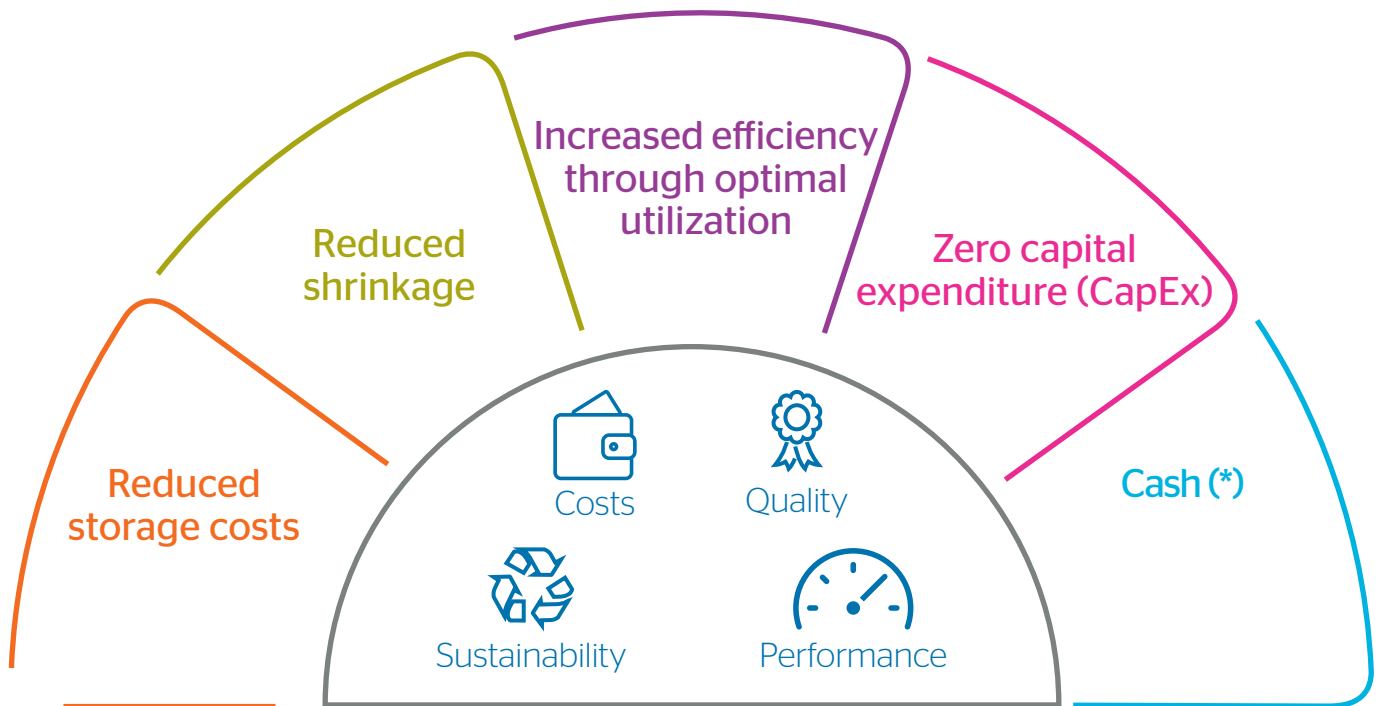 Increased efficiency
through optimal
utilization
Reduced
shrinkage
Zero capital
expenditure (CapEx)
Reduced
storage costs
Cash (*)
Costs
Quality
Sustainability
Performance